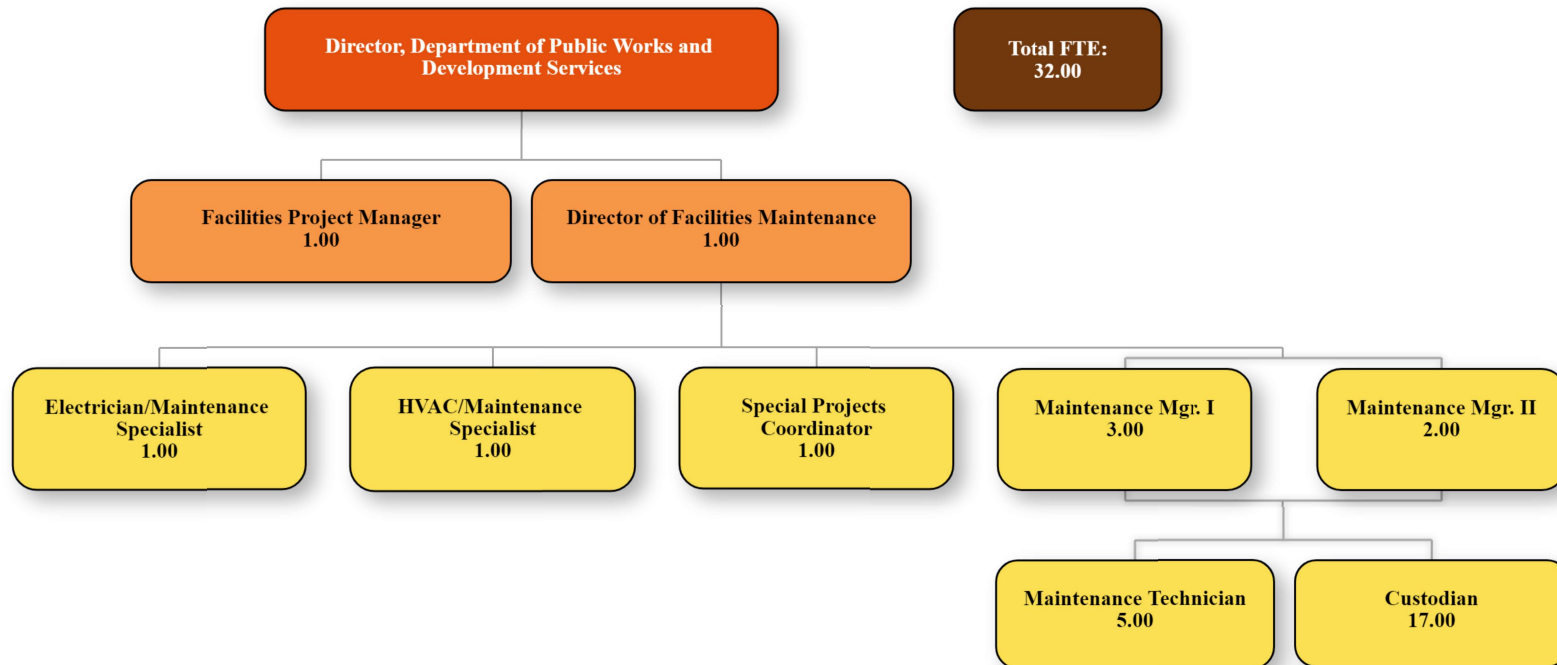 Director, Department of Public Works and
Development Services
Total FTE:
32.00
Facilities Project Manager
1.00
Director of Facilities Maintenance
1.00
Electrician/Maintenance
Specialist
1.00
HVAC/Maintenance
Specialist
1.00
Special Projects
Coordinator
1.00
Maintenance Mgr. I
3.00
Maintenance Mgr. II
2.00
Maintenance Technician
5.00
Custodian
17.00